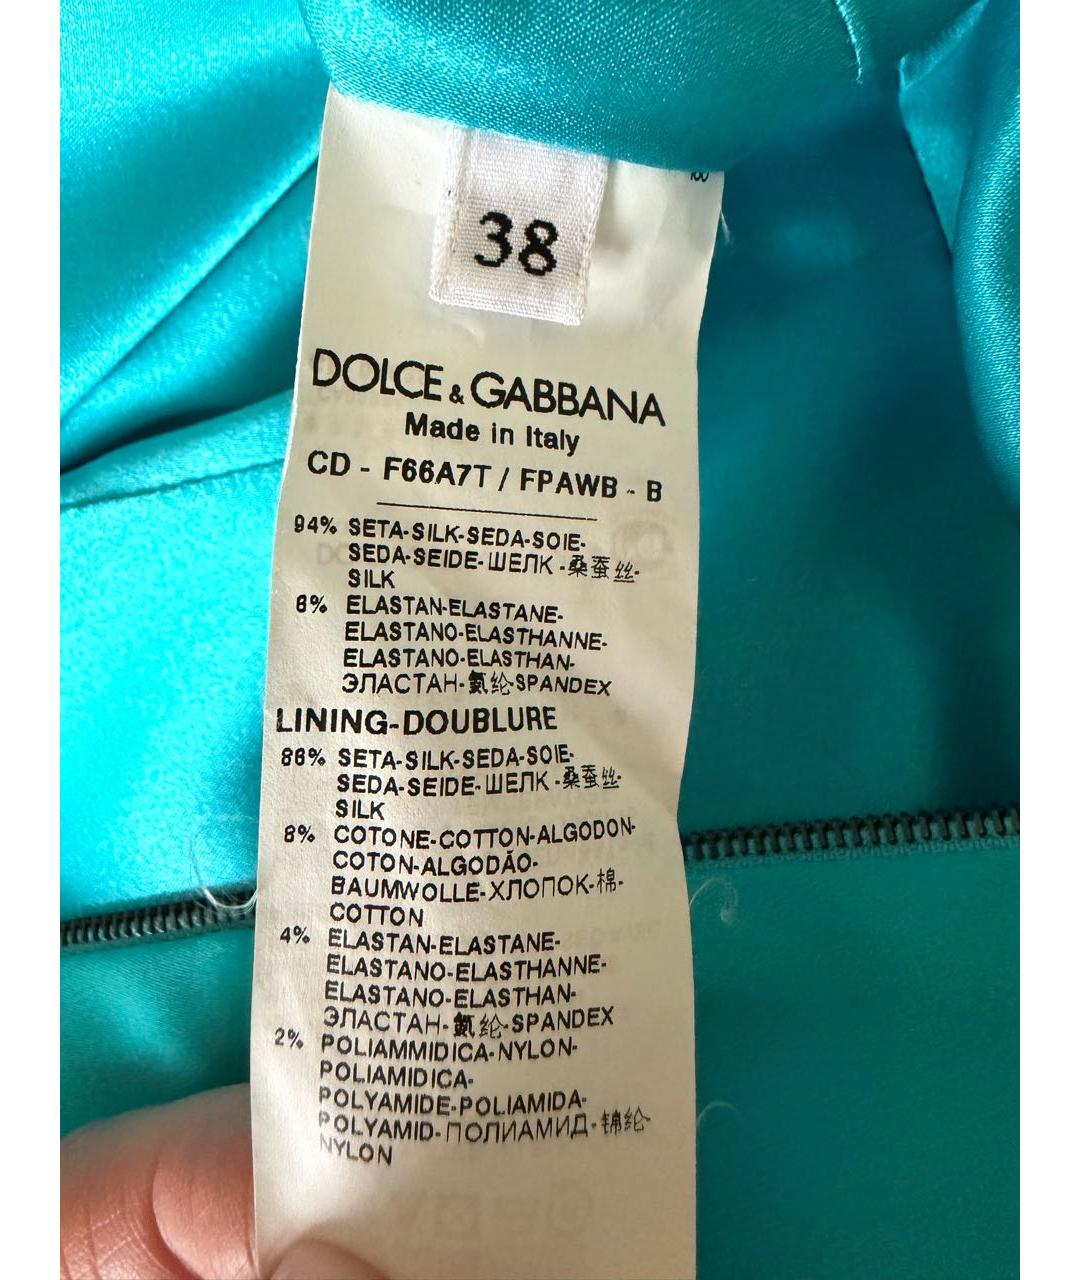 38
DOLCE & GABBANA
Made in Italy
CD - F66A7T / FPAWB - B
94% SETA-SILK-SEDA-SOIE-
SEDA-SEIDE-ШЕЛК-桑蚕丝-
SILK
6% ELASTAN-ELASTANE-
ELASTANO-ELASTHANNE-
ELASTANO-ELASTHAN-
ЭЛАСТАН-氨纶-SPANDEX
LINING-DOUBLURE
86% SETA-SILK-SEDA-SOIE-
SEDA-SEIDE-ШЕЛК-桑蚕丝-
SILK
8% COTONE-COTTON-ALGODON-
COTON-ALGODÃO-
BAUMWOLLE-ХЛОПОК-棉-
COTTON
4% ELASTAN-ELASTANE-
ELASTANO-ELASTHANNE-
ELASTANO-ELASTHAN-
ЭЛАСТАН-氨纶-SPANDEX
2% POLIAMMIDICA-NYLON-
POLIAMIDICA-
POLYAMIDE-POLIAMIDA-
POLYAMID-ПОЛИАМИД-锦纶-
NYLON